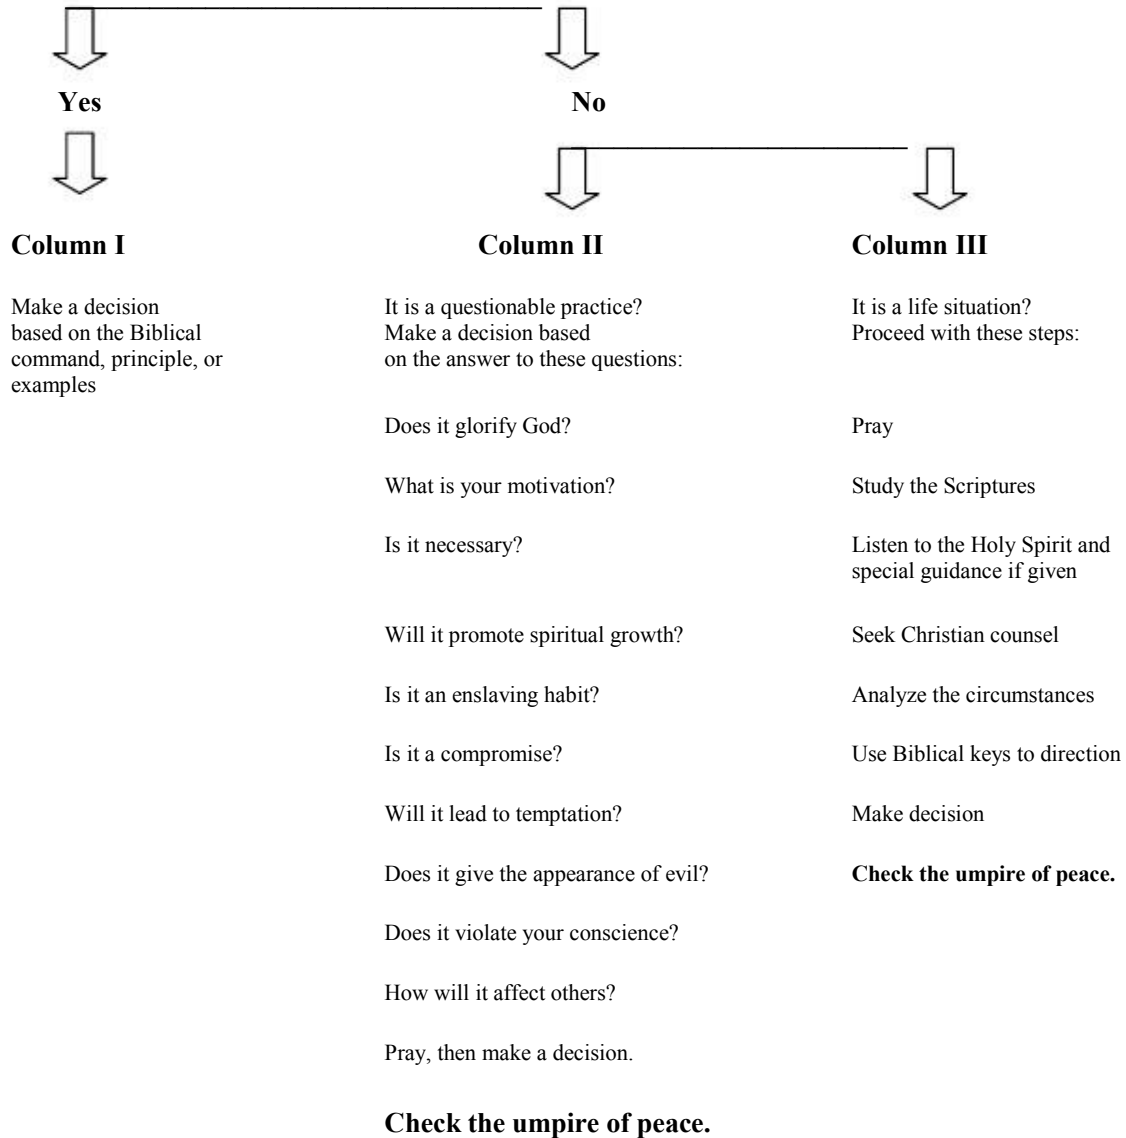 Yes
No
Column I
Make a decision
based on the Biblical
command, principle, or
examples
Column II
It is a questionable practice?
Make a decision based
on the answer to these questions:
Does it glorify God?
What is your motivation?
Is it necessary?
Will it promote spiritual growth?
Is it an enslaving habit?
Is it a compromise?
Will it lead to temptation?
Does it give the appearance of evil?
Does it violate your conscience?
How will it affect others?
Pray, then make a decision.
Check the umpire of peace.
Column III
It is a life situation?
Proceed with these steps:
Pray
Study the Scriptures
Listen to the Holy Spirit and
special guidance if given
Seek Christian counsel
Analyze the circumstances
Use Biblical keys to direction
Make decision
Check the umpire of peace.